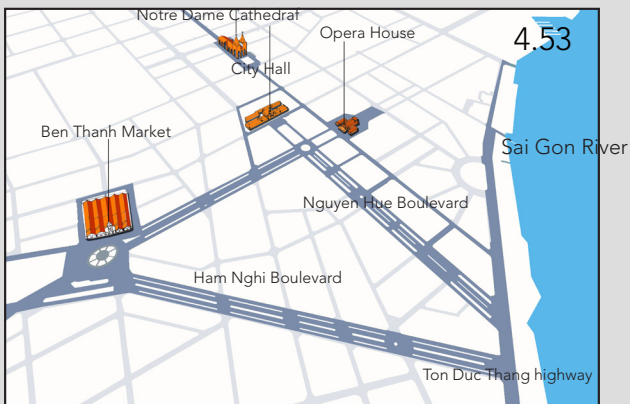 Notre Dame Cathedral
Opera House
4.53
City Hall
Ben Thanh Market
Sai Gon River
Nguyen Hue Boulevard
Ham Nghi Boulevard
Ton Duc Thang highway